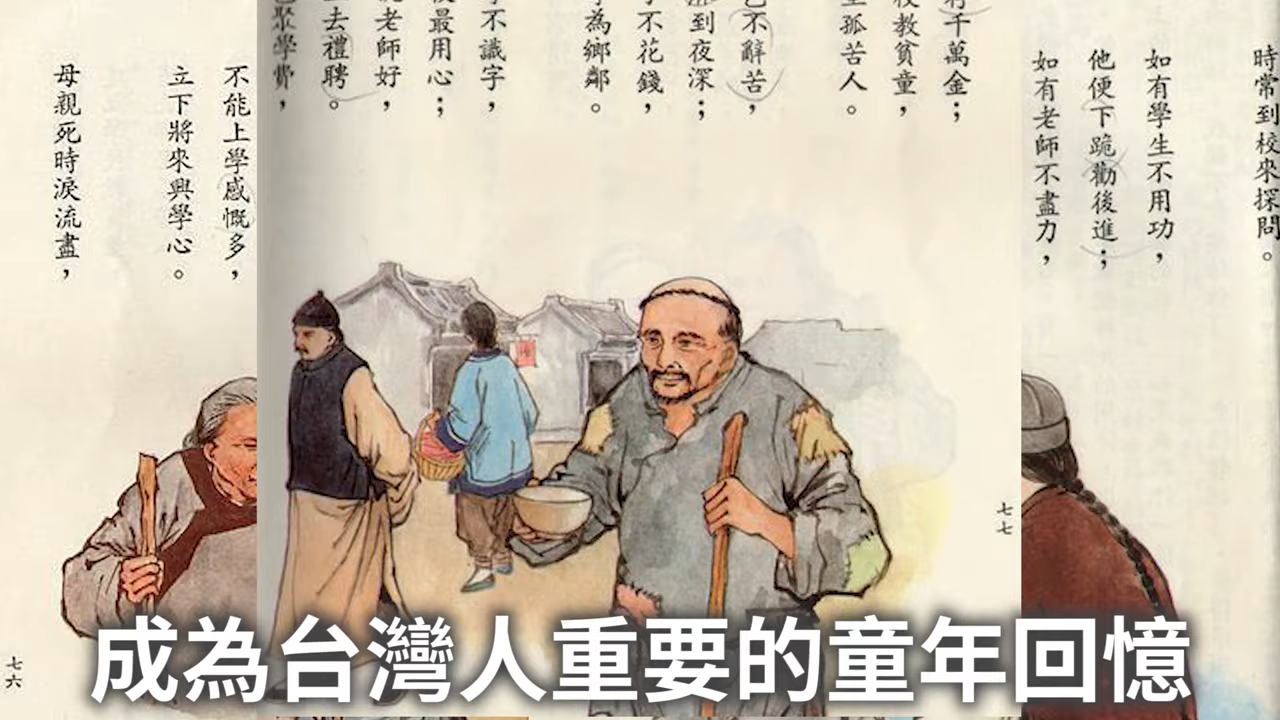 時常到校來探問。
如有學生不用功，
他便下跪勸後進；
如有老師不盡力，
千萬金；
教貧童，
孤苦人。
不辭苦，
到夜深；
不花錢，
為鄉鄰。
不識字，
最用心；
老師好，
去禮聘。
聚學費，
七七
不能上學感慨多，
立下將來興學心。
母親死時淚流盡，
七六
成為台灣人重要的童年回憶